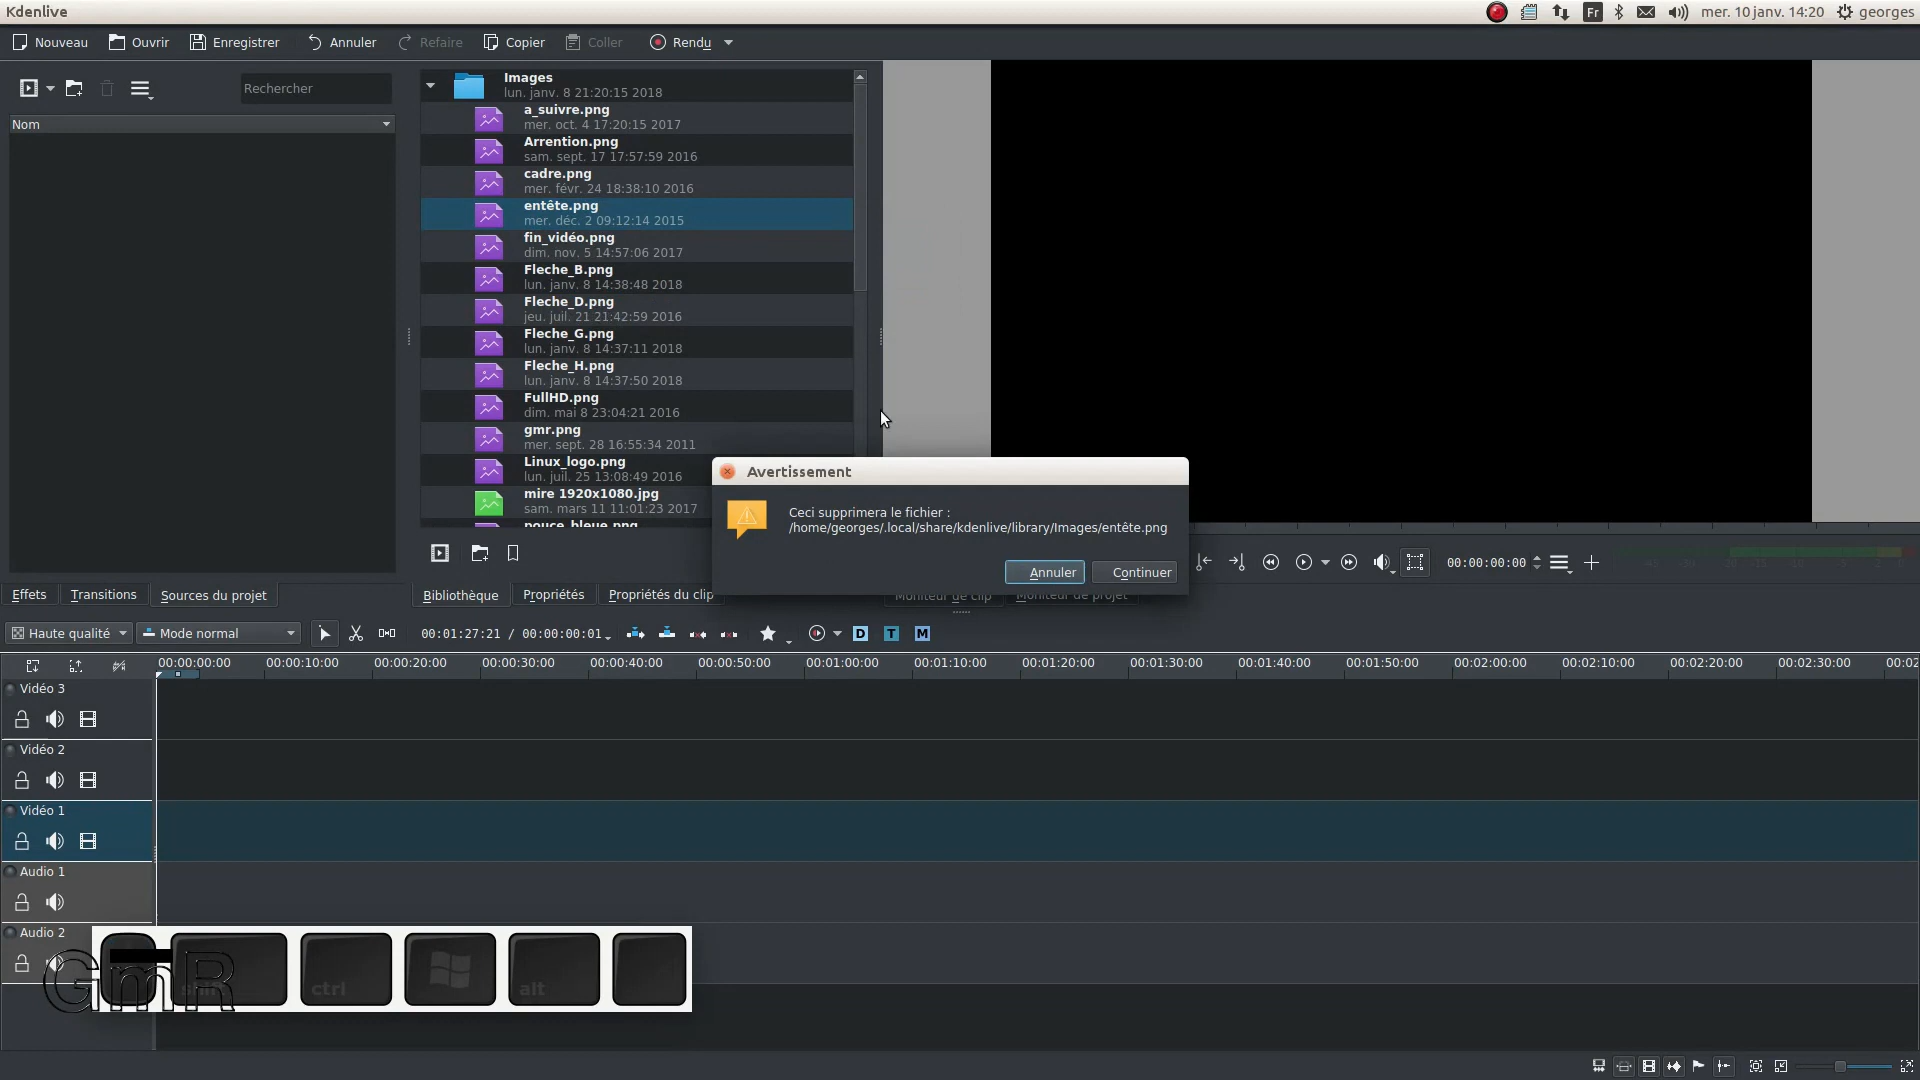 Kdenlive
Fr
mer. 10 janv. 14:20
georges
Nouveau
Ouvrir
Enregistrer
Annuler
Refaire
Copier
Coller
Rendu
Rechercher
Nom
Images
lun. janv. 8 21:20:15 2018
a_suivre.png
mer. oct. 4 17:20:15 2017
Arrention.png
sam. sept. 17 17:57:59 2016
cadre.png
mer. févr. 24 18:38:10 2016
entête.png
mer. déc. 2 09:12:14 2015
fin_vidéo.png
dim. nov. 5 14:57:06 2017
Fleche_B.png
lun. janv. 8 14:38:48 2018
Fleche_D.png
jeu. juil. 21 21:42:59 2016
Fleche_G.png
lun. janv. 8 14:37:11 2018
Fleche_H.png
lun. janv. 8 14:37:50 2018
FullHD.png
dim. mai 8 23:04:21 2016
gmr.png
mer. sept. 28 16:55:34 2011
Linux_logo.png
lun. juil. 25 13:08:49 2016
mire 1920x1080.jpg
sam. mars 11 11:01:23 2017
pouce_bleue.png
Avertissement
Ceci supprimera le fichier :
/home/georges/.local/share/kdenlive/library/Images/entête.png
Annuler
Continuer
00:00:00:00
Effets
Transitions
Sources du projet
Bibliothèque
Propriétés
Propriétés du clip
Moniteur de clip
Moniteur de projet
Haute qualité
Mode normal
00:01:27:21 / 00:00:00:01
D
T
M
00:00:00:00
00:00:10:00
00:00:20:00
00:00:30:00
00:00:40:00
00:00:50:00
00:01:00:00
00:01:10:00
00:01:20:00
00:01:30:00
00:01:40:00
00:01:50:00
00:02:00:00
00:02:10:00
00:02:20:00
00:02:30:00
00:02
Vidéo 3
Vidéo 2
Vidéo 1
Audio 1
Audio 2
GmR
shift
ctrl
alt